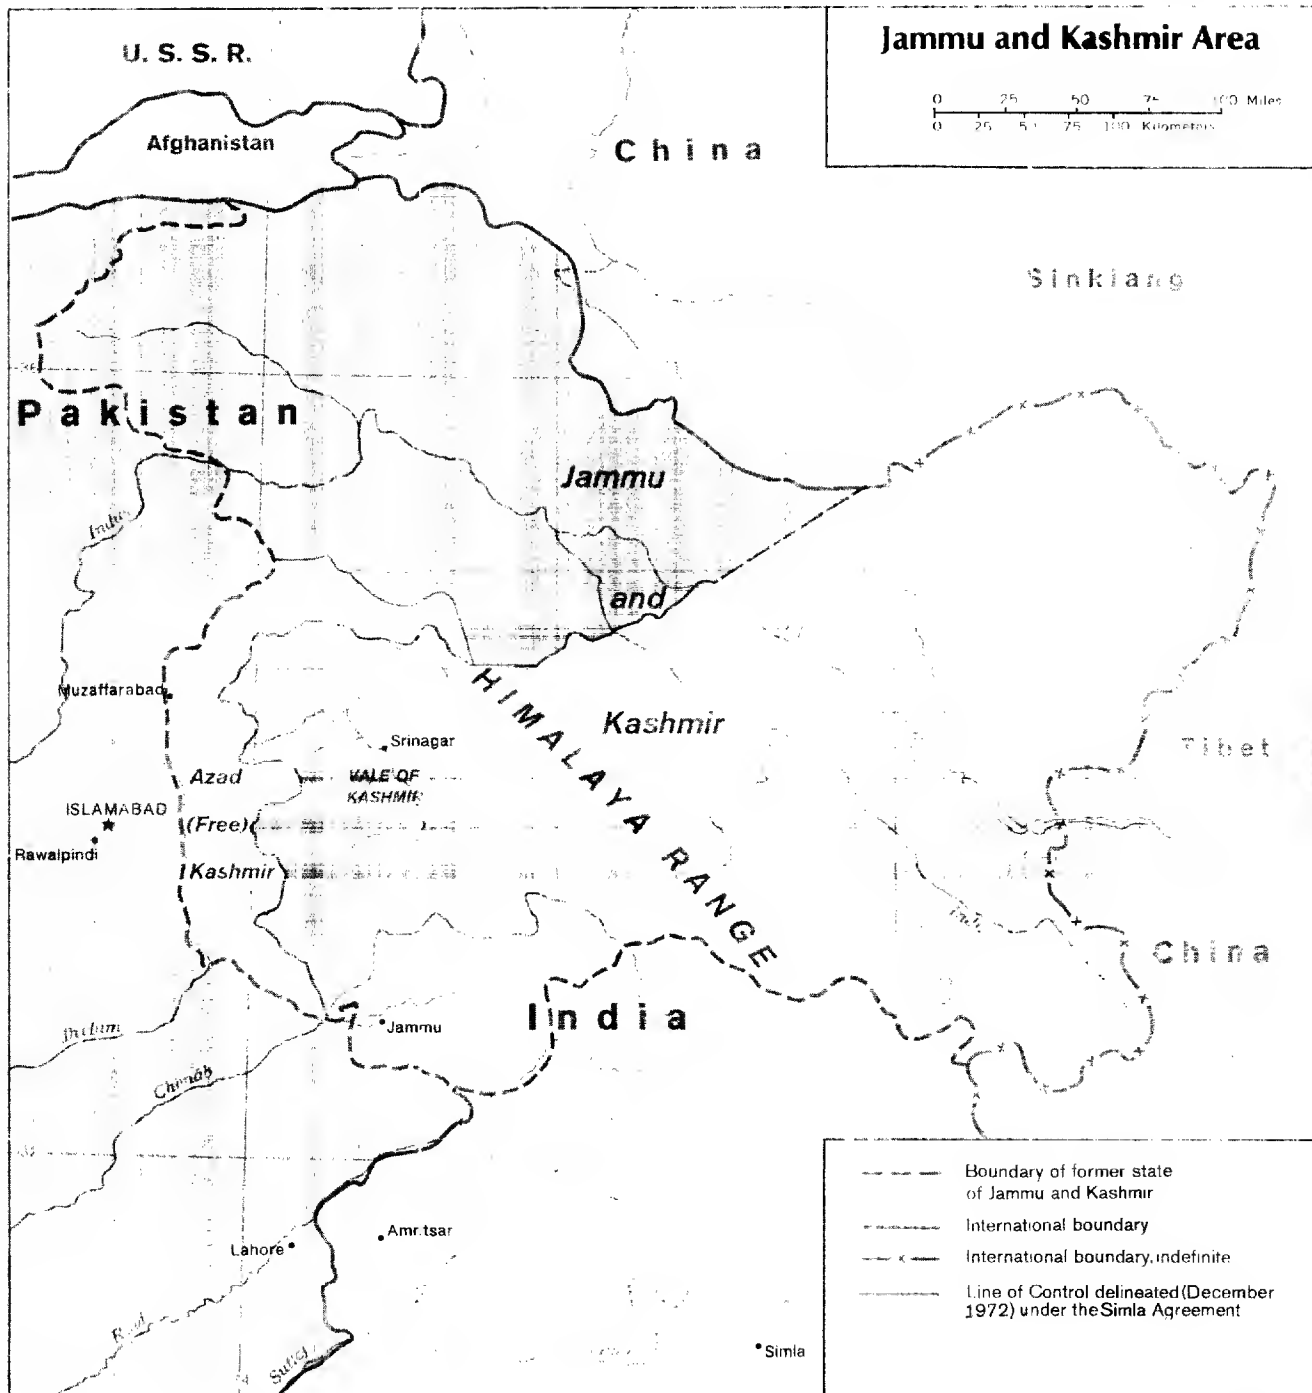 Jammu and Kashmir Area
0 25 50 100 Miles
0 25 75 100 Kilometers
U. S. S. R.
Afghanistan
China
Sinkiang
36
Pakistan
Jammu
and
Kashmir
Indus
HIMALAYA RANGE
Muzaffarabad
Srinagar
Tibet
Azad
(Free)
Kashmir
VALE OF
KASHMIR
ISLAMABAD
Rawalpindi
China
India
Jammu
Jhelum
Chenab
32
Amritsar
Lahore
Ravi
Sutlej
Simla
Boundary of former state
of Jammu and Kashmir
International boundary
International boundary, indefinite
Line of Control delineated (December
1972) under the Simla Agreement